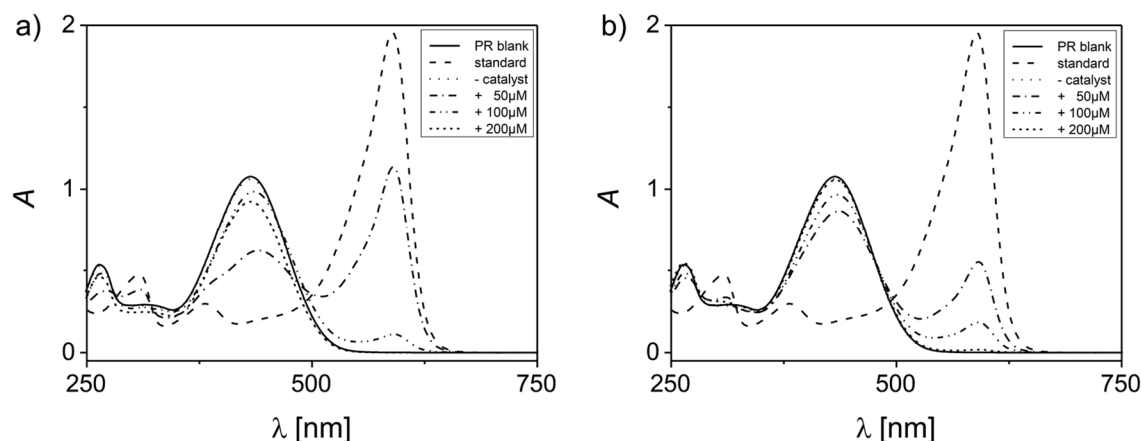 a)
2
1
0
A
250
500
750
λ [nm]
PR blank
standard
- catalyst
+ 50µM
+ 100µM
+ 200µM
b)
2
1
0
A
250
500
750
λ [nm]
PR blank
standard
- catalyst
+ 50µM
+ 100µM
+ 200µM